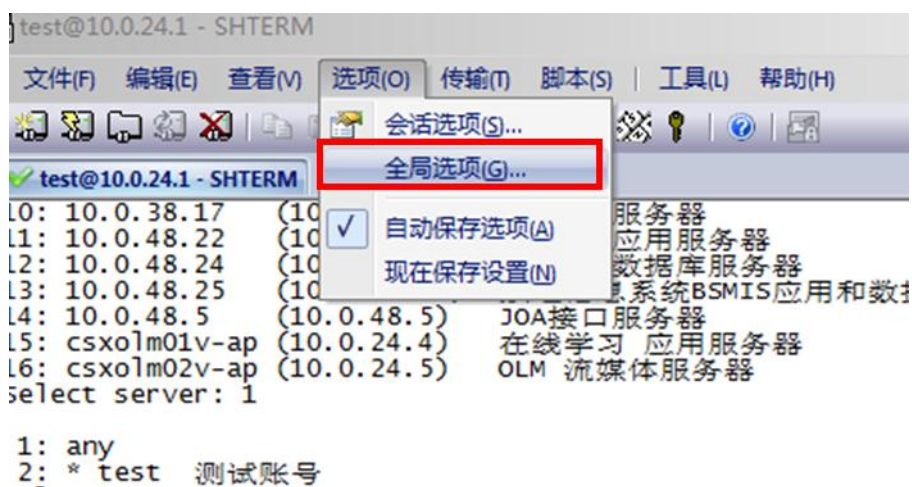 test@10.0.24.1 - SHTERM
文件(F) 编辑(E) 查看(V) 选项(O) 传输(T) 脚本(S) 工具(L) 帮助(H)
会话选项(S)...
全局选项(G)...
自动保存选项(A)
现在保存设置(N)
test@10.0.24.1 - SHTERM
10: 10.0.38.17 (10 服务器
11: 10.0.48.22 (10 应用服务器
12: 10.0.48.24 (10 数据库服务器
13: 10.0.48.25 (10 系统BSMIS应用和数据
14: 10.0.48.5 (10.0.48.5) JOA接口服务器
15: csxolm01v-ap (10.0.24.4) 在线学习 应用服务器
16: csxolm02v-ap (10.0.24.5) OLM 流媒体服务器
select server: 1
1: any
2: * test 测试账号